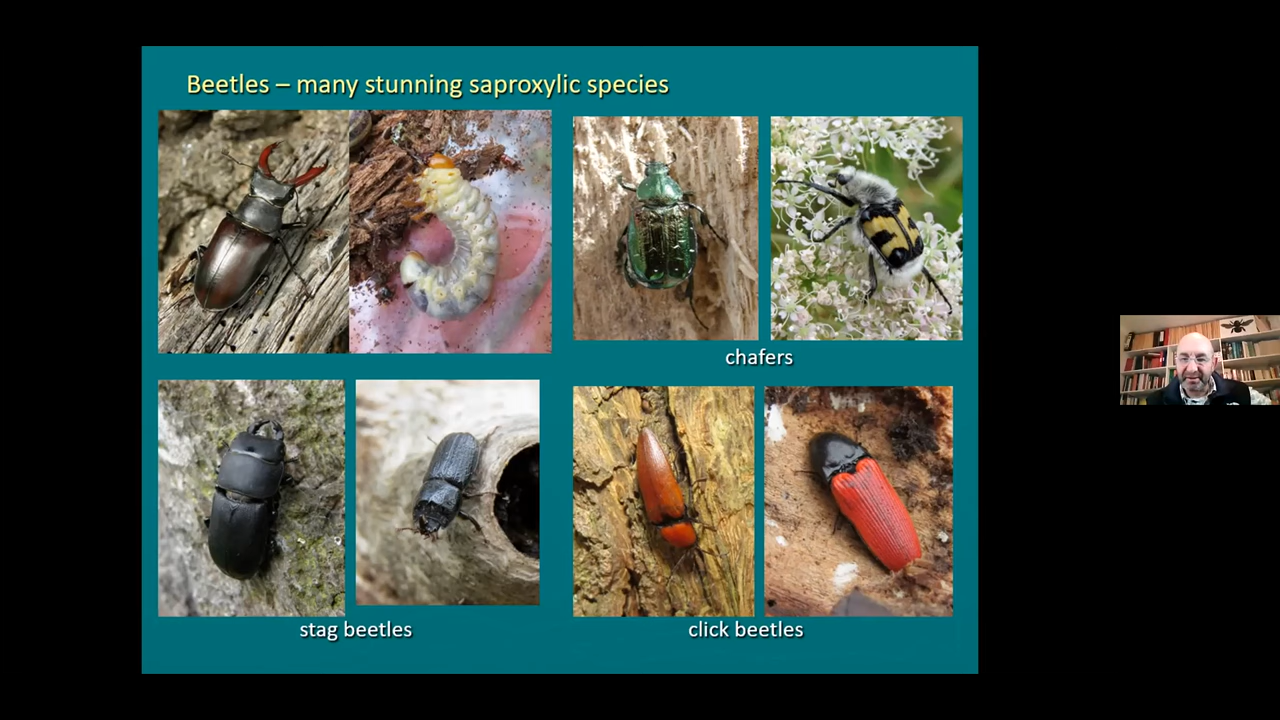 Beetles – many stunning saproxylic species
chafers
stag beetles
click beetles